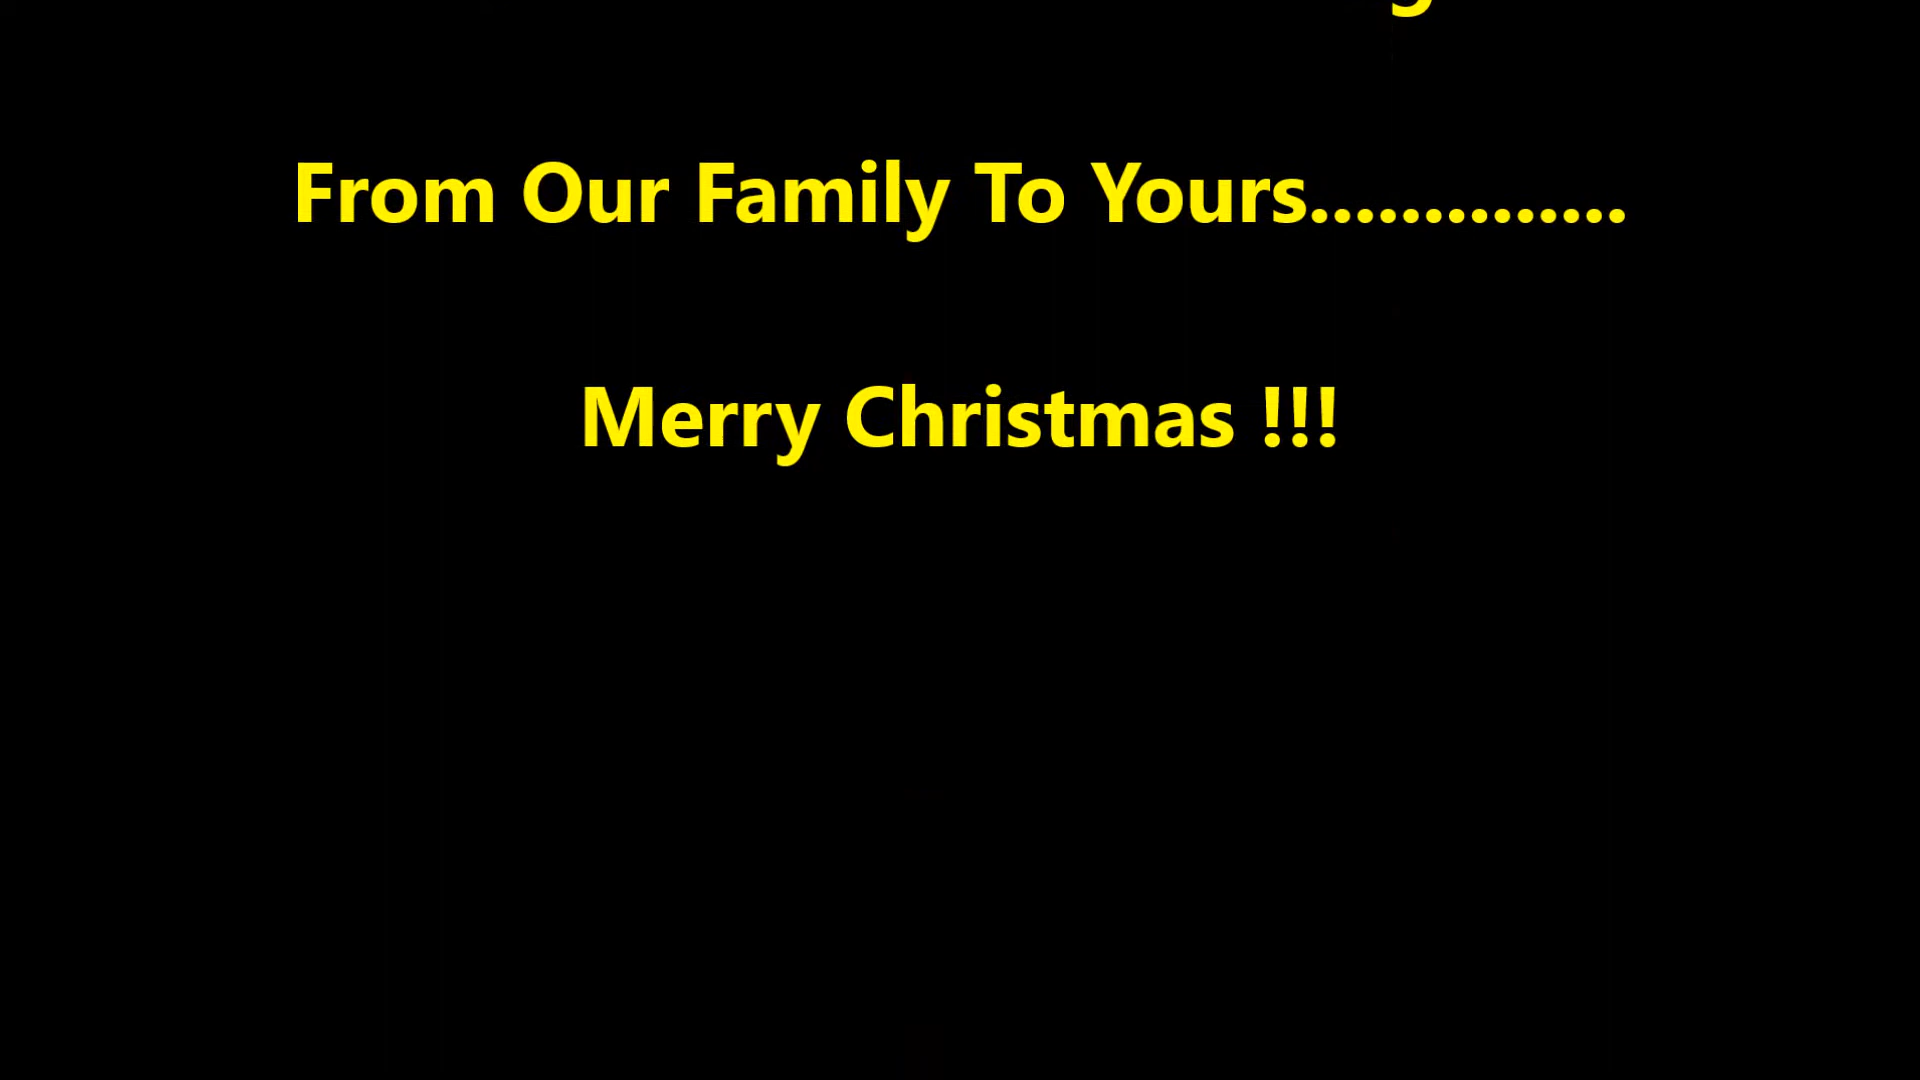 From Our Family To Yours..............
Merry Christmas !!!